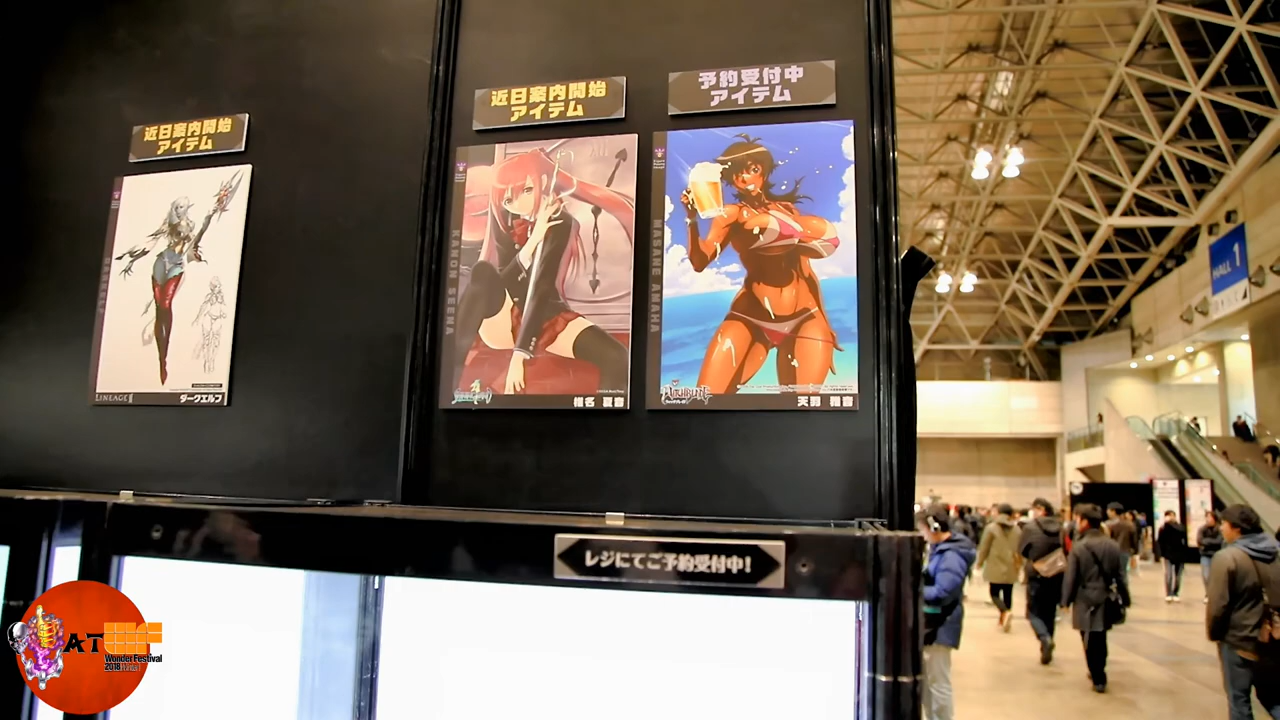 近日案内開始
アイテム
LINEAGE II
ダークエルフ
近日案内開始
アイテム
KANON SEENA
椎名 夏音
予約受付中
アイテム
MASANE AMAHA
天羽 雅音
レジにてご予約受付中!
HALL 1
AT
Wonder Festival
2018